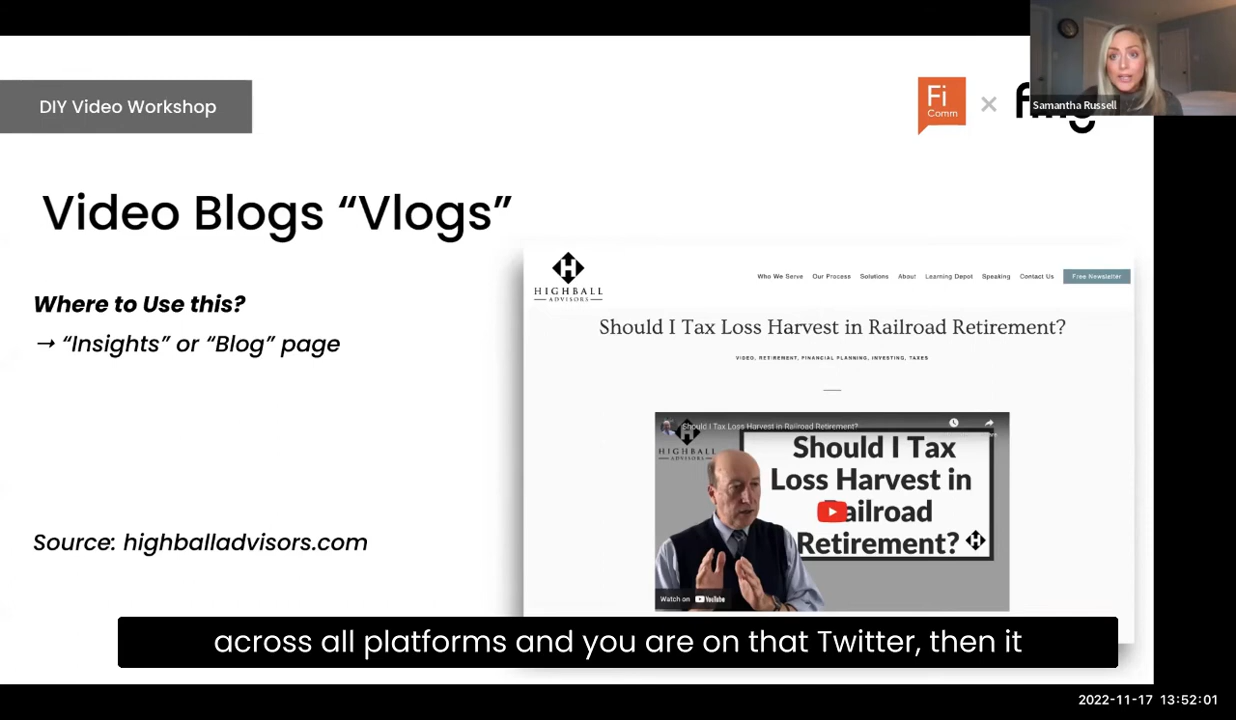 DIY Video Workshop
Fi
Comm
×
Samantha Russell
Video Blogs “Vlogs”
Where to Use this?
→ “Insights” or “Blog” page
Source: highballadvisors.com
HIGHBALL
ADVISORS
Who We Serve Our Process Solutions About Learning Depot Speaking Contact Us Free Newsletter
Should I Tax Loss Harvest in Railroad Retirement?
VIDEO, RETIREMENT, FINANCIAL PLANNING, INVESTING, TAXES
Should I Tax Loss Harvest in Railroad Retirement?
HIGHBALL
Should I Tax
Loss Harvest in
Railroad
Retirement?
Watch on YouTube
across all platforms and you are on that Twitter, then it
2022-11-17 13:52:01